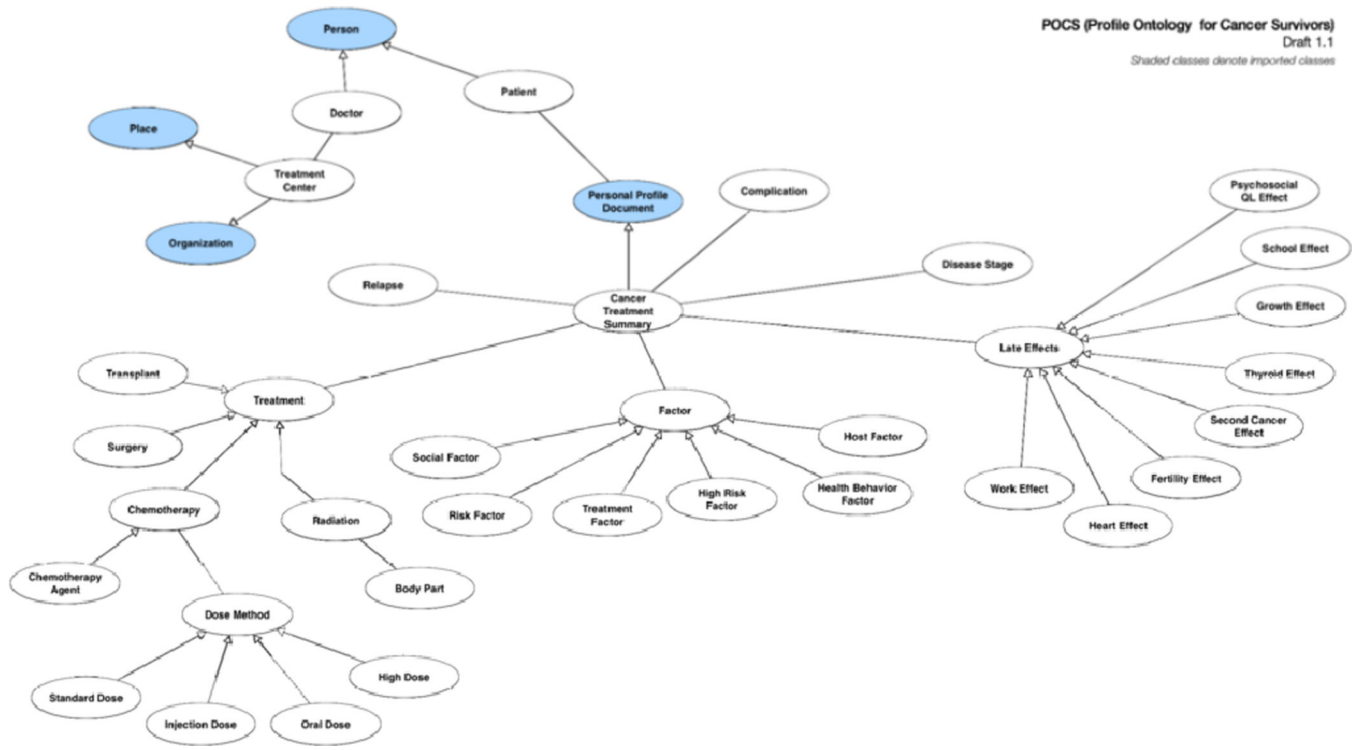 POCS (Profile Ontology for Cancer Survivors)
Draft 1.1
Shaded classes denote imported classes
Person
Patient
Doctor
Place
Treatment
Center
Organization
Personal Profile
Document
Complication
Psychosocial
QL Effect
School Effect
Disease Stage
Relapse
Cancer
Treatment
Summary
Growth Effect
Late Effects
Transplant
Thyroid Effect
Treatment
Factor
Second Cancer
Effect
Host Factor
Surgery
Social Factor
Fertility Effect
Work Effect
Health Behavior
Factor
High Risk
Factor
Chemotherapy
Radiation
Risk Factor
Treatment
Factor
Heart Effect
Chemotherapy
Agent
Body Part
Dose Method
High Dose
Standard Dose
Injection Dose
Oral Dose